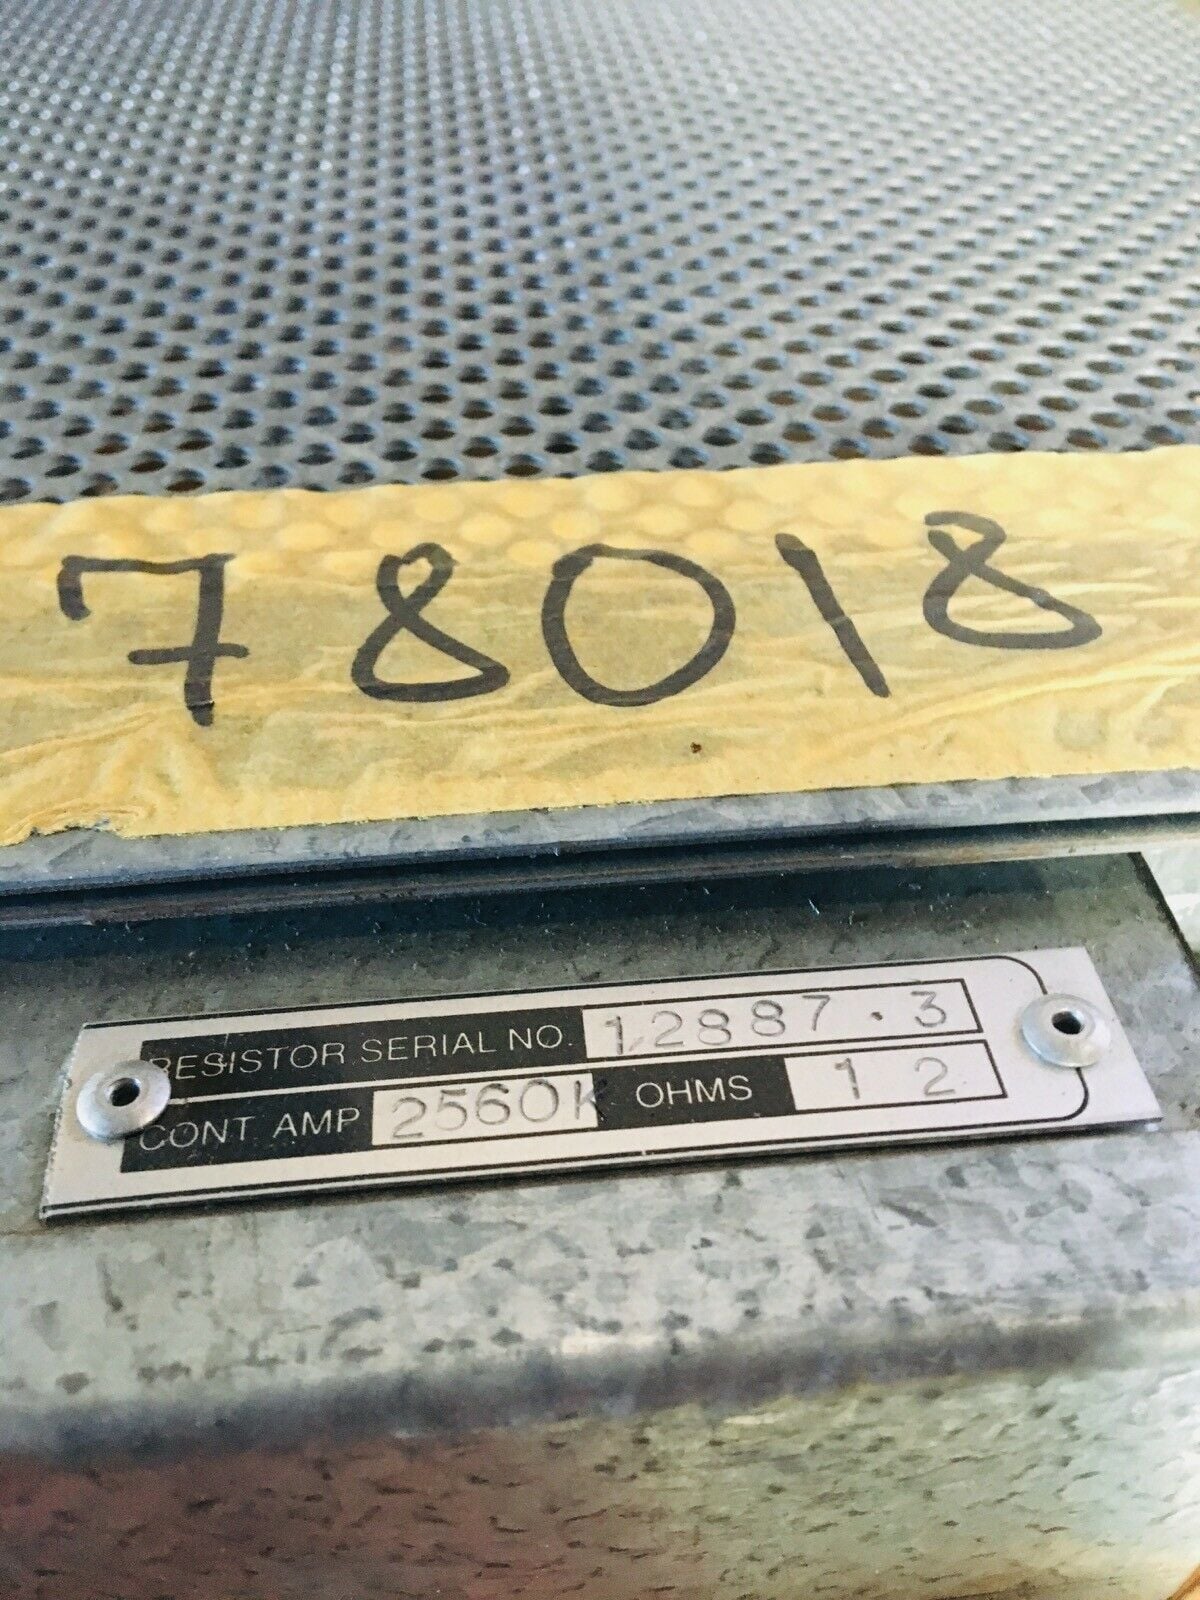 78018
RESISTOR SERIAL NO. 12887.3
CONT AMP 2560K OHMS 12